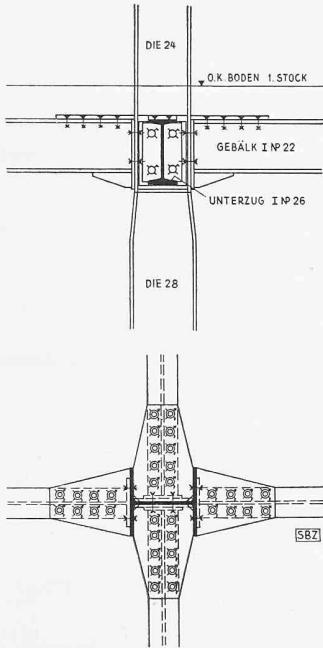 DIE 24
O.K. BODEN 1. STOCK
GEBÄLK I Nº 22
UNTERZUG I Nº 26
DIE 28
SBZ